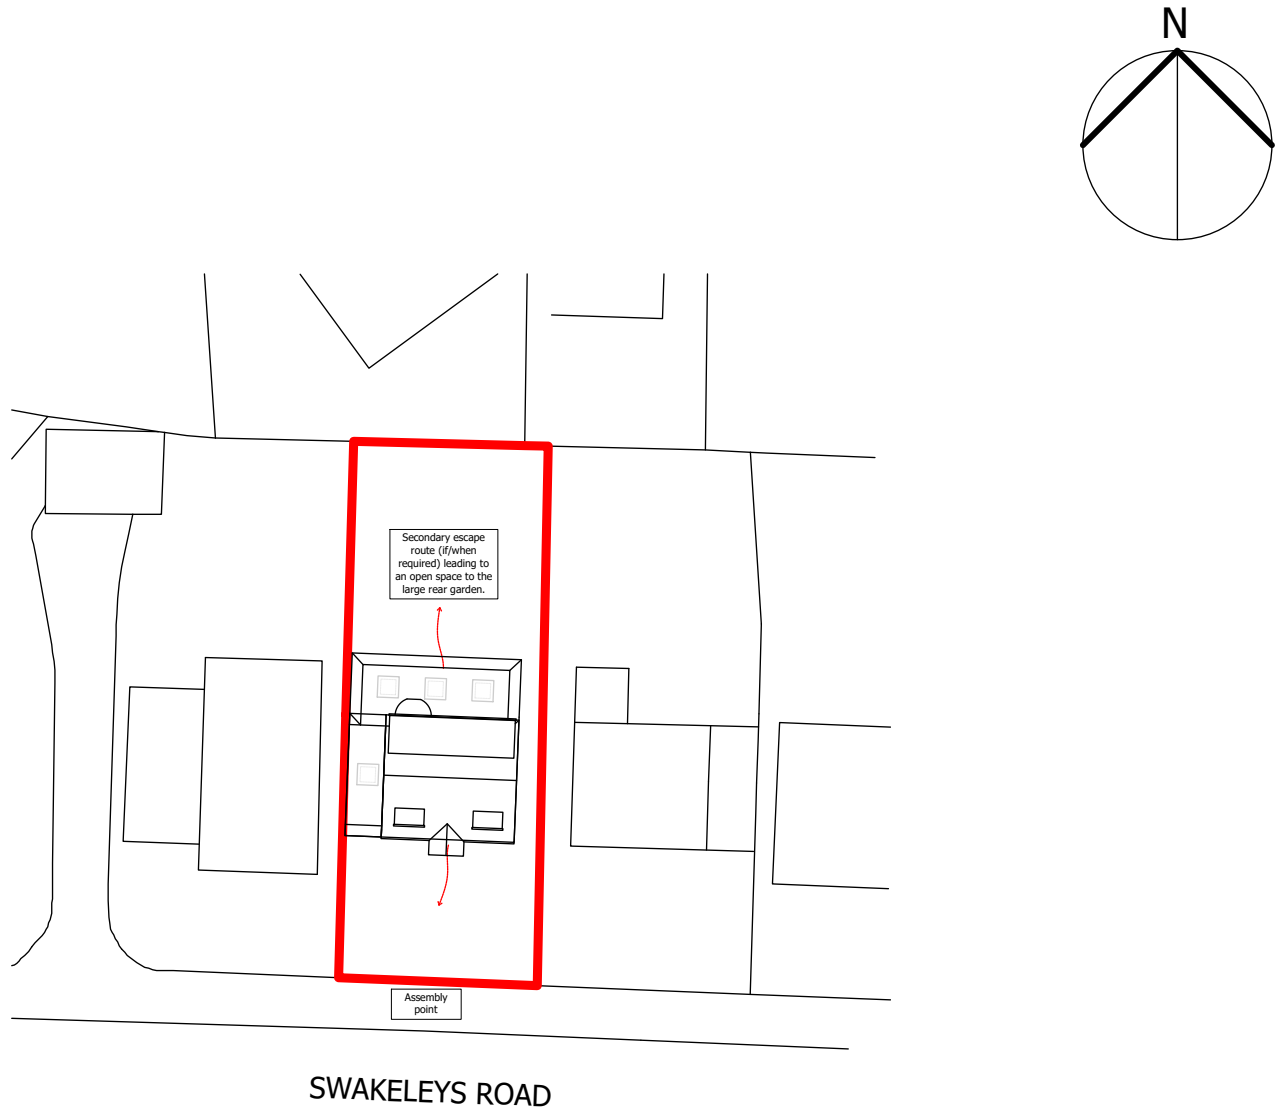 N
Secondary escape
route (if/when
required) leading to
an open space to the
large rear garden.
Assembly
point
SWAKELEYS ROAD